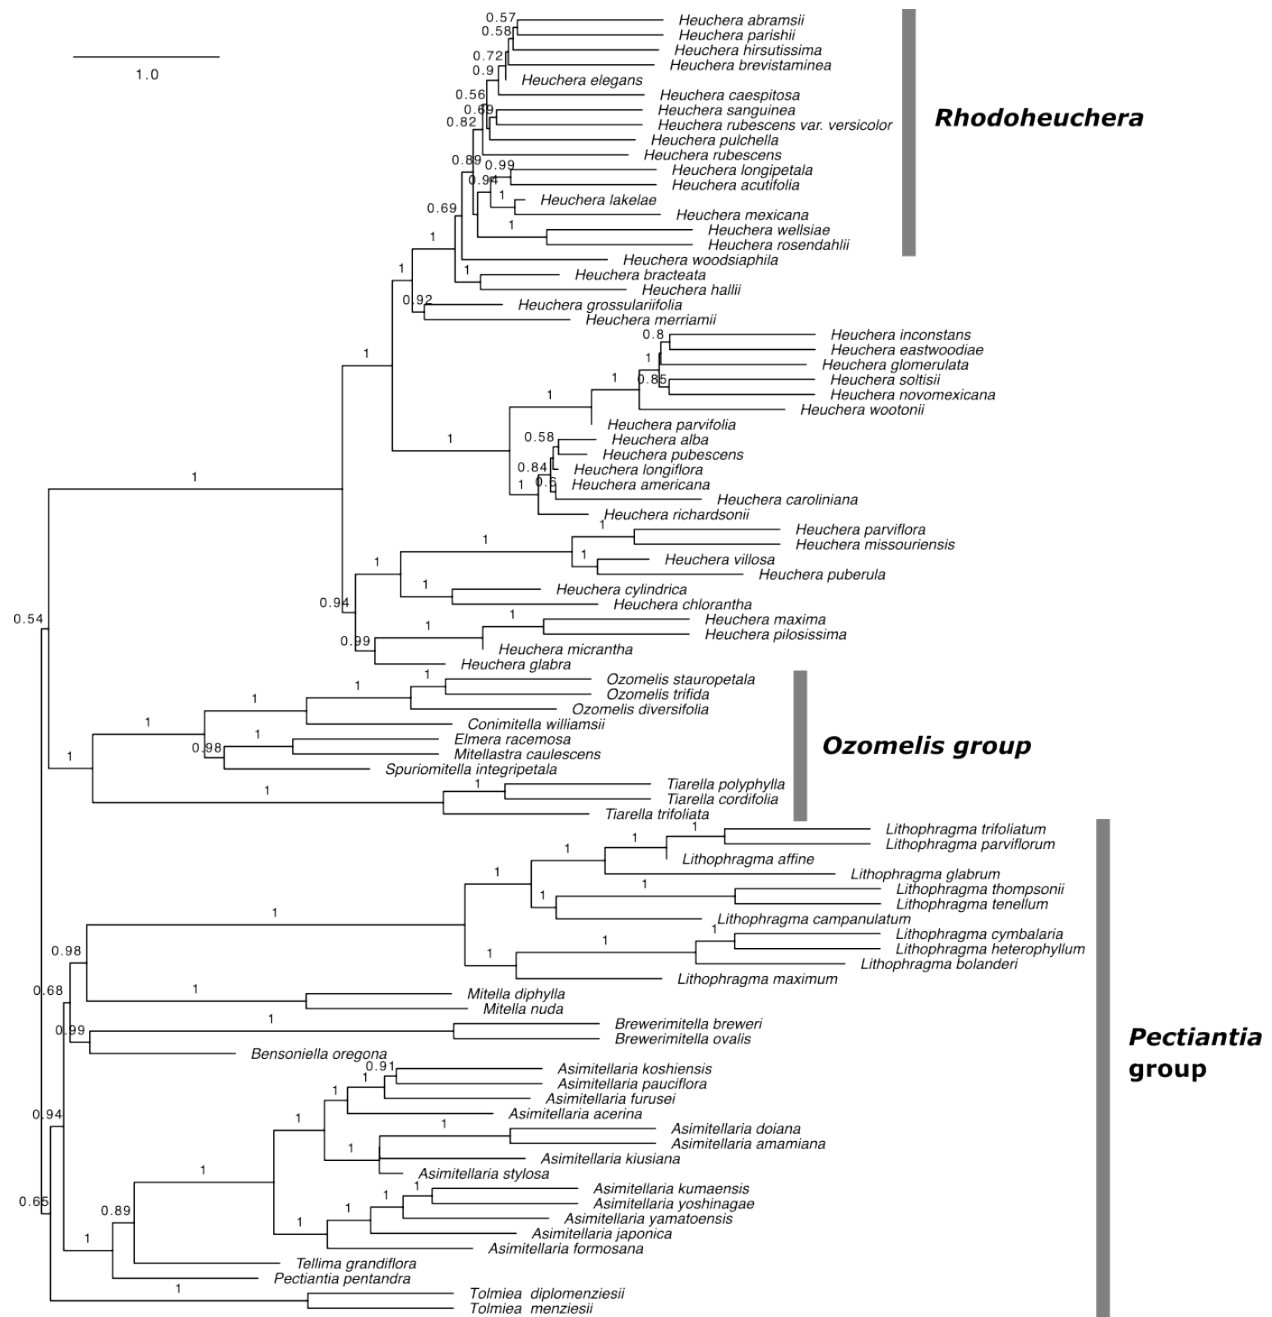 0.57
Heuchera abramsii
0.58
Heuchera parishii
Heuchera hirsutissima
0.72
Heuchera brevistaminea
1.0
0.9
Heuchera elegans
0.56
Heuchera caespitosa
0.69
Heuchera sanguinea
Rhodoheuchera
0.82
Heuchera rubescens var. versicolor
Heuchera pulchella
Heuchera rubescens
0.89
0.99
Heuchera longipetala
0.94
Heuchera acutifolia
1
Heuchera lakelae
0.69
Heuchera mexicana
1
Heuchera wellsiae
1
Heuchera rosendahlii
Heuchera woodsiaphila
1
1
Heuchera bracteata
Heuchera hallii
0.92
Heuchera grossulariifolia
Heuchera merriamii
0.8
Heuchera inconstans
1
Heuchera eastwoodiae
1
Heuchera glomerulata
1
0.85
Heuchera soltisii
Heuchera novomexicana
1
Heuchera wootonii
Heuchera parvifolia
1
0.58
Heuchera alba
Heuchera pubescens
0.84
Heuchera longiflora
1
1
0.6
Heuchera americana
Heuchera caroliniana
Heuchera richardsonii
1
Heuchera parviflora
1
Heuchera missouriensis
1
1
Heuchera villosa
Heuchera puberula
1
Heuchera cylindrica
0.94
Heuchera chlorantha
0.54
1
Heuchera maxima
1
Heuchera pilosissima
0.99
Heuchera micrantha
Heuchera glabra
1
Ozomelis stauropetala
1
Ozomelis trifida
1
Ozomelis diversifolia
1
Conimitella williamsii
1
Elmera racemosa
0.98
Ozomelis group
1
Mitellastra caulescens
Spuriomitella integripetala
1
1
Tiarella polyphylla
Tiarella cordifolia
Tiarella trifoliata
1
Lithophragma trifoliatum
1
Lithophragma parviflorum
1
Lithophragma affine
1
Lithophragma glabrum
1
1
Lithophragma thompsonii
Lithophragma tenellum
1
Lithophragma campanulatum
1
1
Lithophragma cymbalaria
0.98
Lithophragma heterophyllum
1
Lithophragma bolanderi
Lithophragma maximum
0.68
1
Mitella diphylla
Mitella nuda
0.99
1
Brewerimitella breweri
Brewerimitella ovalis
Pectiantia
group
Bensoniella oregona
0.91
Asimitellaria koshiensis
1
Asimitellaria pauciflora
1
Asimitellaria furusei
0.94
1
Asimitellaria acerina
1
Asimitellaria doiana
1
Asimitellaria amamiana
Asimitellaria kiusiana
1
Asimitellaria stylosa
1
Asimitellaria kumaensis
0.65
1
Asimitellaria yoshinagae
0.89
1
Asimitellaria yamatoensis
1
1
Asimitellaria japonica
Asimitellaria formosana
Tellima grandiflora
Pectiantia pentandra
1
Tolmiea diplomenziesii
Tolmiea menziesii